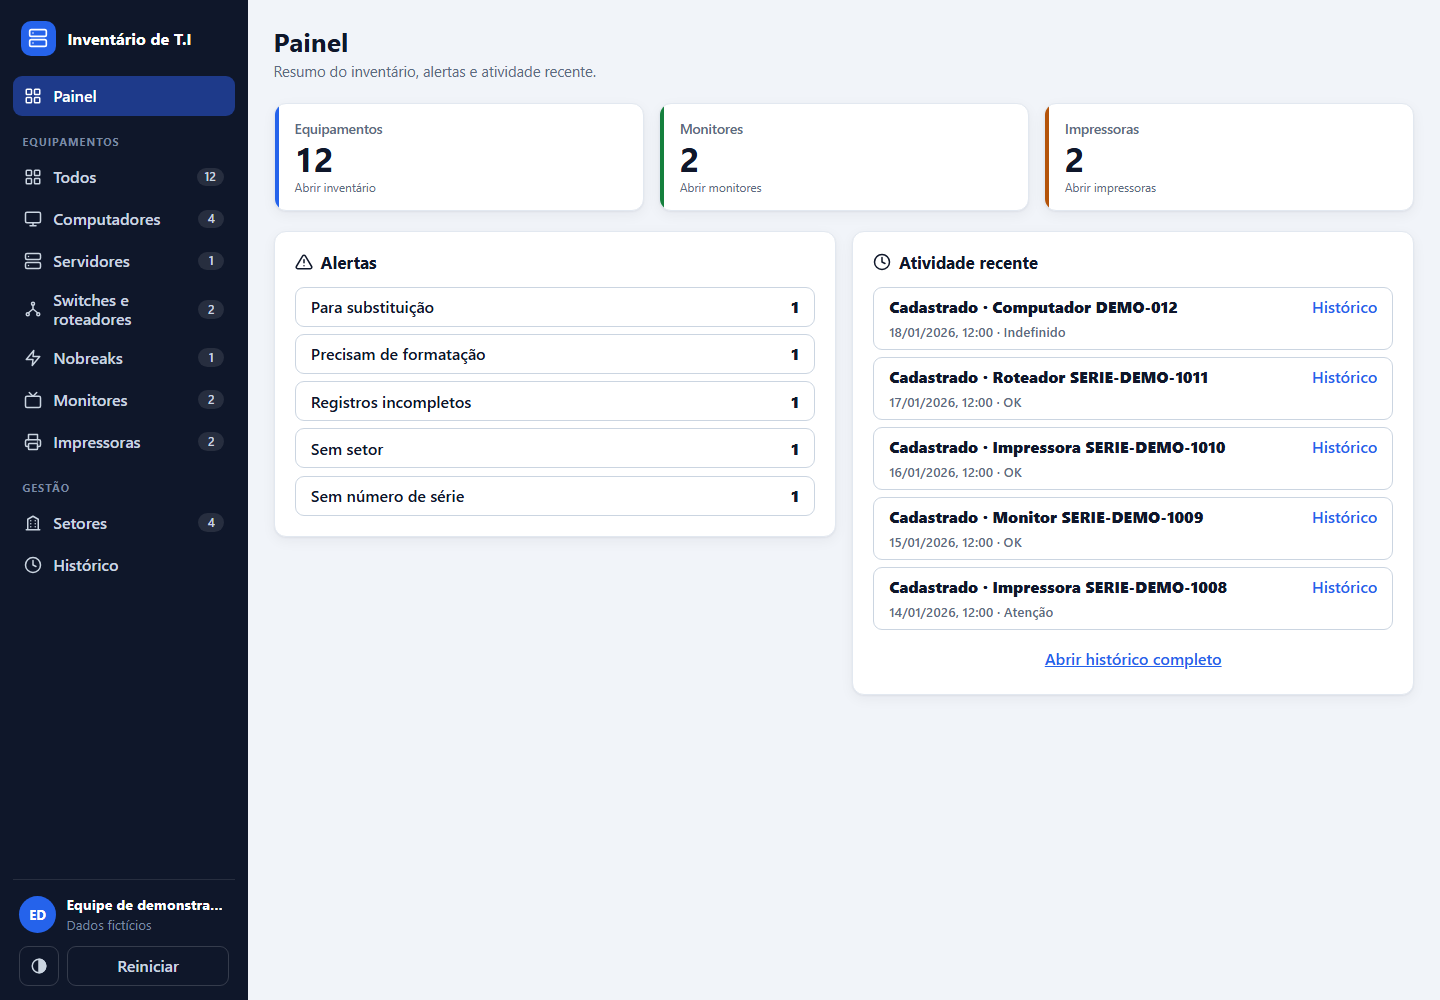 Inventário de T.I
Painel
EQUIPAMENTOS
Todos 12
Computadores 4
Servidores 1
Switches e
roteadores 2
Nobreaks 1
Monitores 2
Impressoras 2
GESTÃO
Setores 4
Histórico
ED
Equipe de demonstra...
Dados fictícios
Reiniciar
Painel
Resumo do inventário, alertas e atividade recente.
Equipamentos
12
Abrir inventário
Monitores
2
Abrir monitores
Impressoras
2
Abrir impressoras
Alertas
Para substituição 1
Precisam de formatação 1
Registros incompletos 1
Sem setor 1
Sem número de série 1
Atividade recente
Cadastrado · Computador DEMO-012 Histórico
18/01/2026, 12:00 · Indefinido
Cadastrado · Roteador SERIE-DEMO-1011 Histórico
17/01/2026, 12:00 · OK
Cadastrado · Impressora SERIE-DEMO-1010 Histórico
16/01/2026, 12:00 · OK
Cadastrado · Monitor SERIE-DEMO-1009 Histórico
15/01/2026, 12:00 · OK
Cadastrado · Impressora SERIE-DEMO-1008 Histórico
14/01/2026, 12:00 · Atenção
Abrir histórico completo